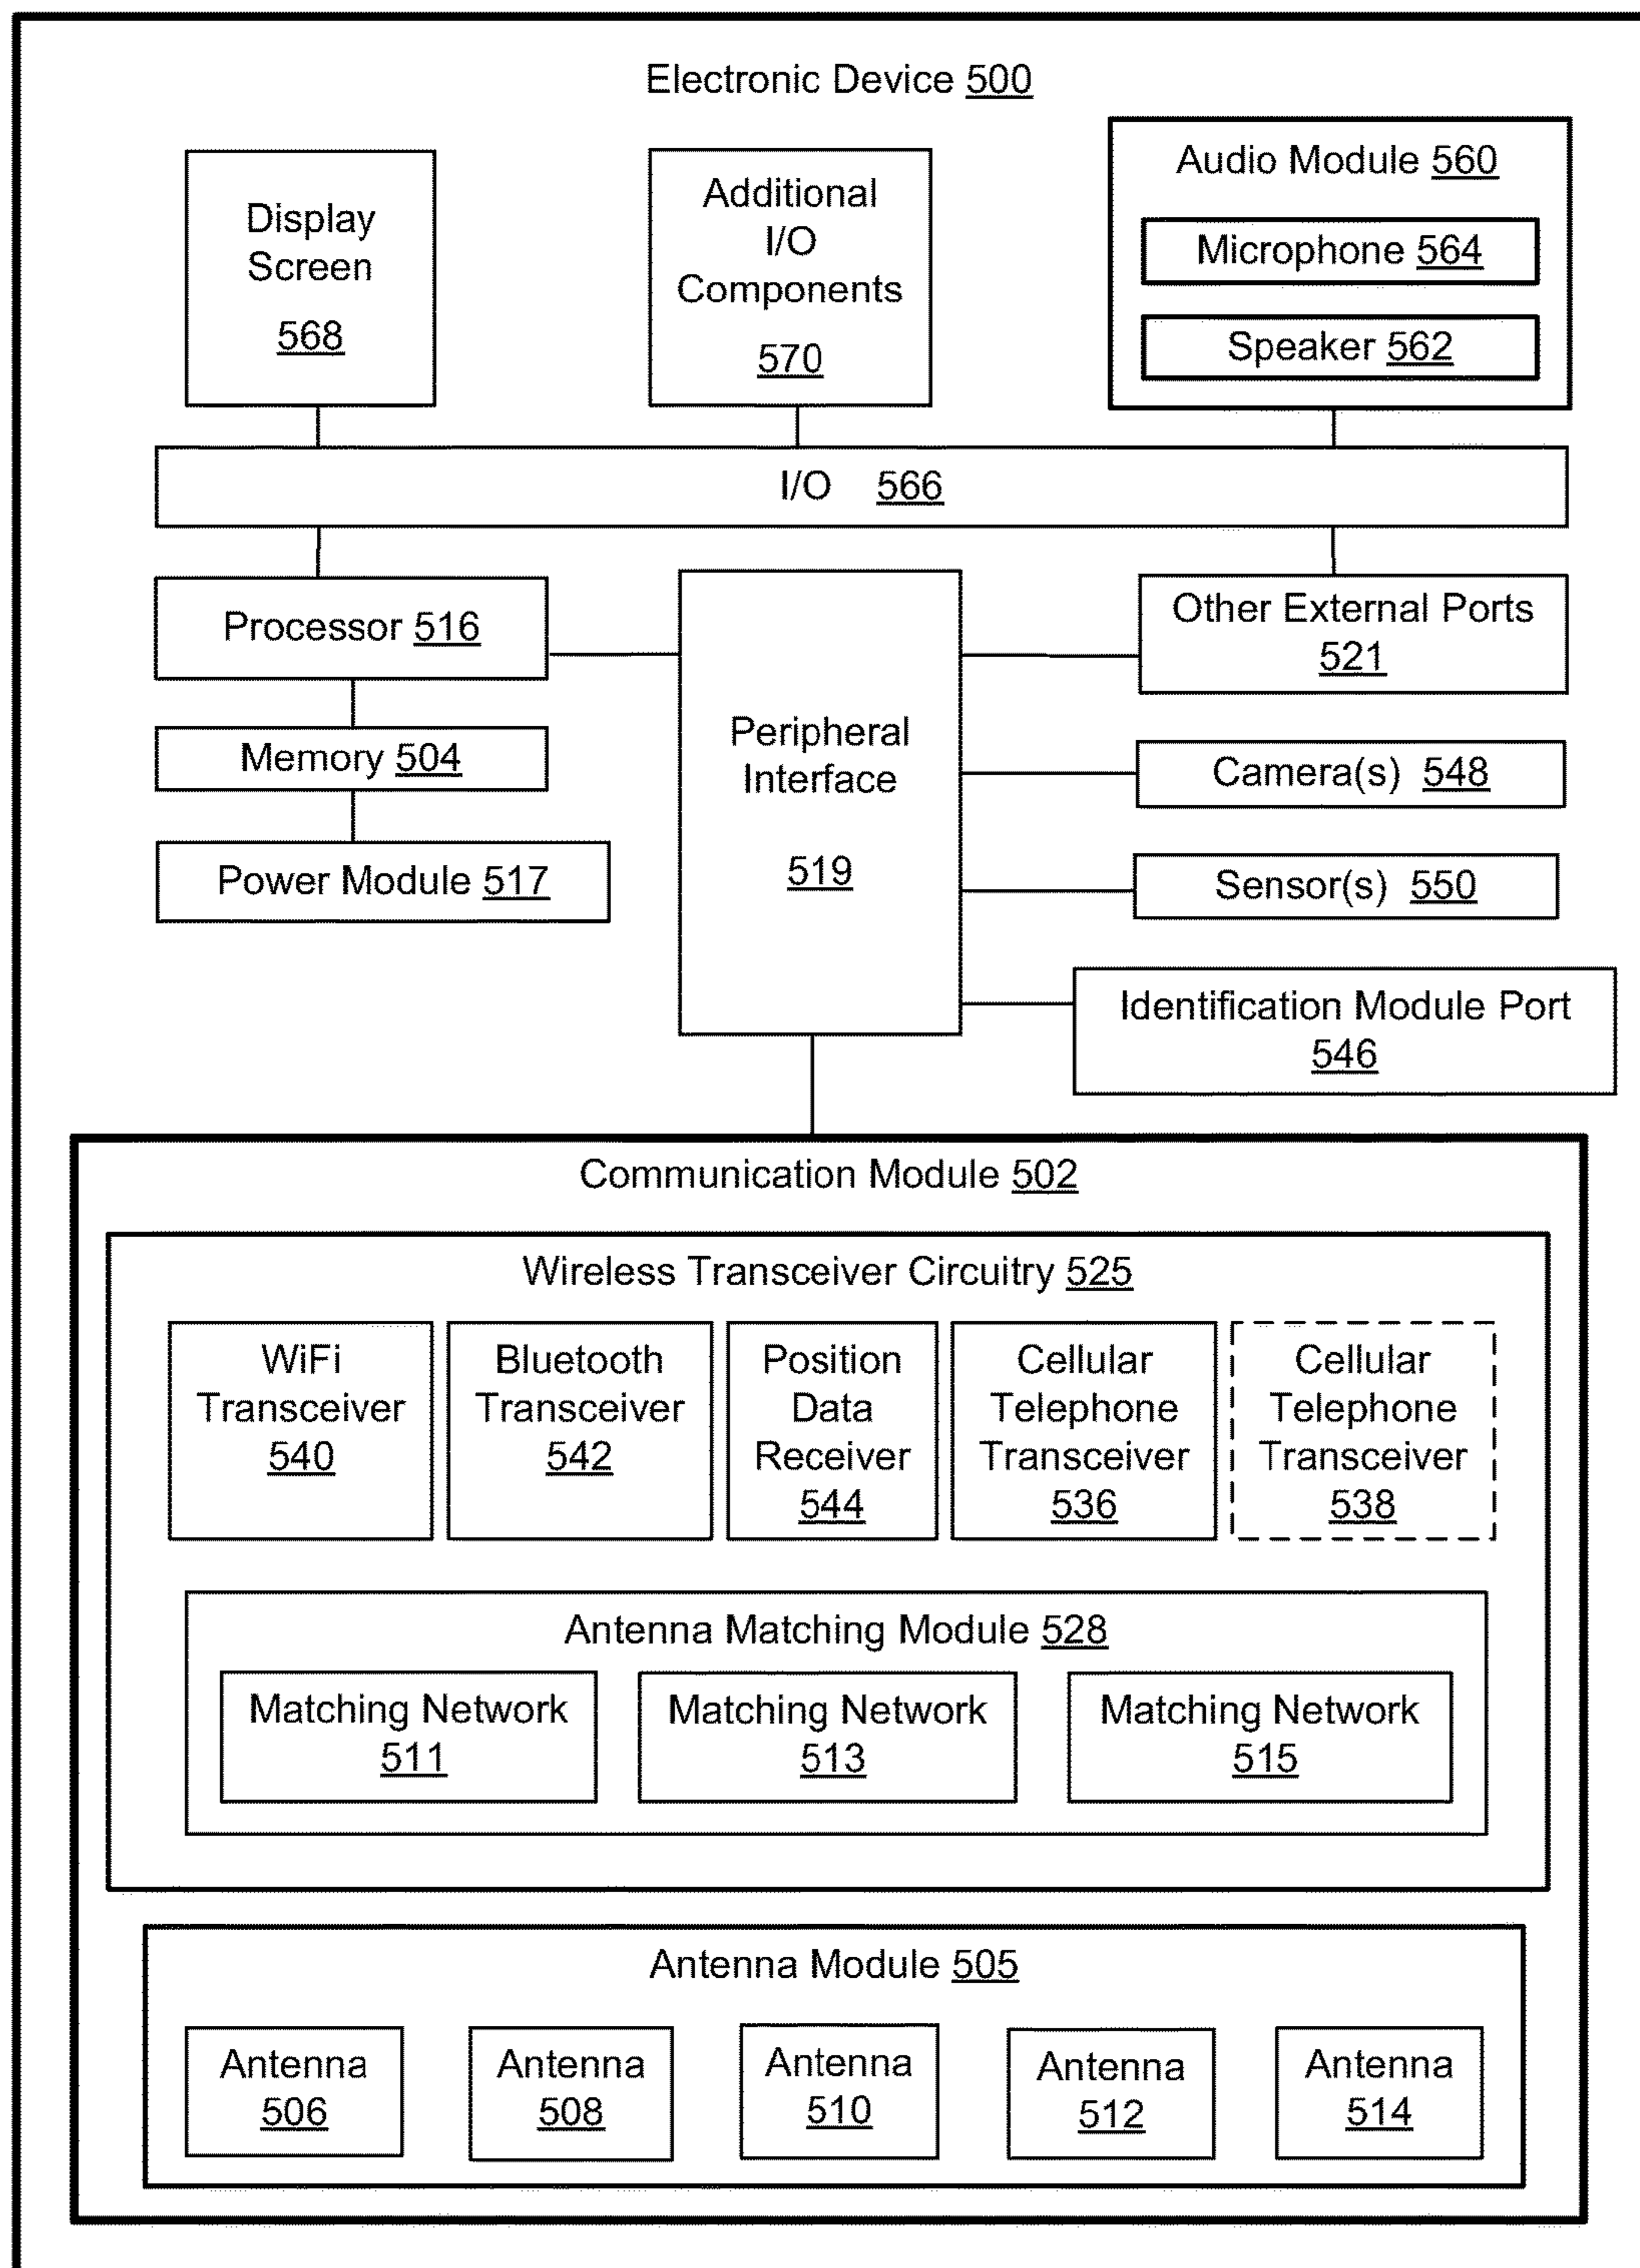 Electronic Device 500
Display
Screen
568
Additional
I/O
Components
570
Audio Module 560
Microphone 564
Speaker 562
I/O 566
Processor 516
Memory 504
Power Module 517
Peripheral
Interface
519
Other External Ports
521
Camera(s) 548
Sensor(s) 550
Identification Module Port
546
Communication Module 502
Wireless Transceiver Circuitry 525
WiFi
Transceiver
540
Bluetooth
Transceiver
542
Position
Data
Receiver
544
Cellular
Telephone
Transceiver
536
Cellular
Telephone
Transceiver
538
Antenna Matching Module 528
Matching Network
511
Matching Network
513
Matching Network
515
Antenna Module 505
Antenna
506
Antenna
508
Antenna
510
Antenna
512
Antenna
514